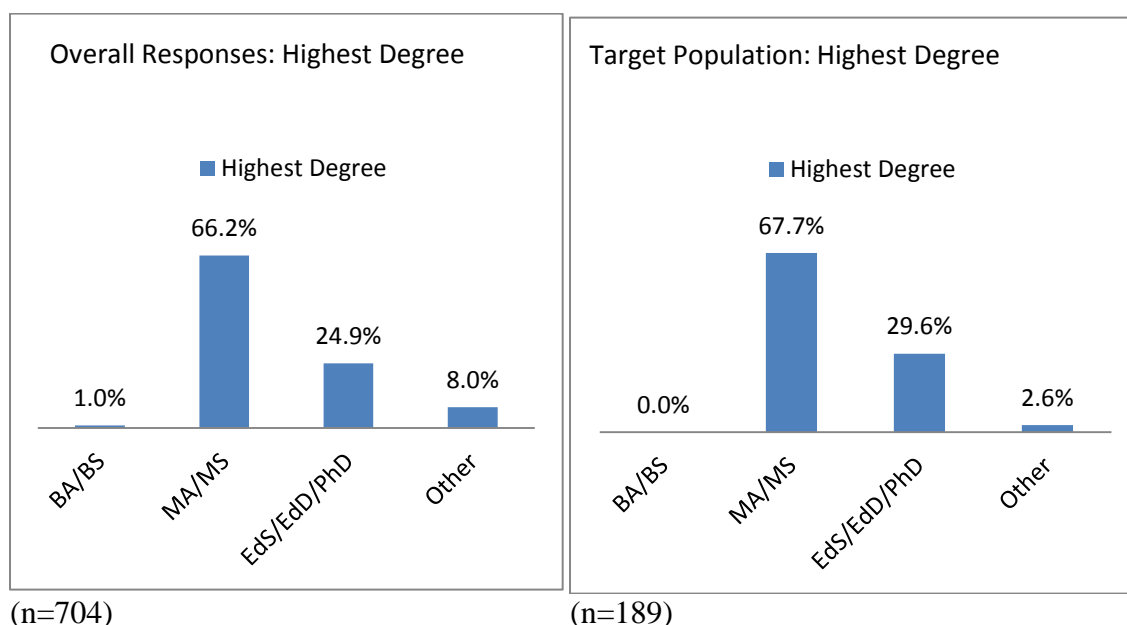 Overall Responses: Highest Degree
Highest Degree
66.2%
24.9%
8.0%
1.0%
BA/BS
MA/MS
EdS/EdD/PhD
Other
(n=704)
Target Population: Highest Degree
Highest Degree
67.7%
29.6%
2.6%
0.0%
BA/BS
MA/MS
EdS/EdD/PhD
Other
(n=189)